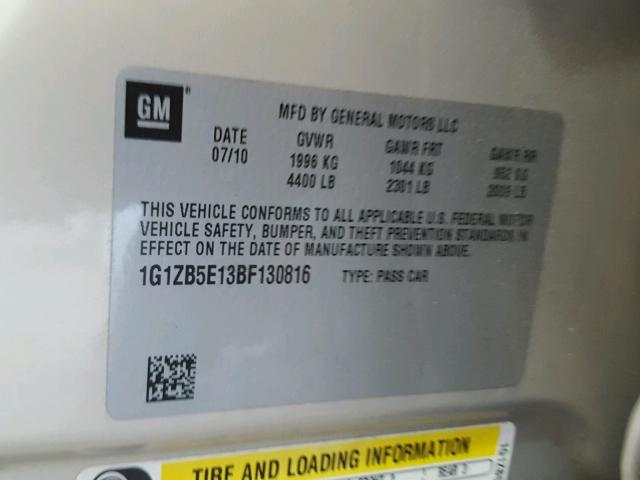 GM
MFD BY GENERAL MOTORS LLC
DATE GVWR GAWR FRT GAWR RR
07/10 1996 KG 1044 KG KG
4400 LB 2301 LB LB
THIS VEHICLE CONFORMS TO ALL APPLICABLE U.S. FEDERAL MOTOR
VEHICLE SAFETY, BUMPER, AND THEFT PREVENTION STANDARDS IN
EFFECT ON THE DATE OF MANUFACTURE SHOWN ABOVE.
1G1ZB5E13BF130816 TYPE: PASS CAR
TIRE AND LOADING INFORMATION